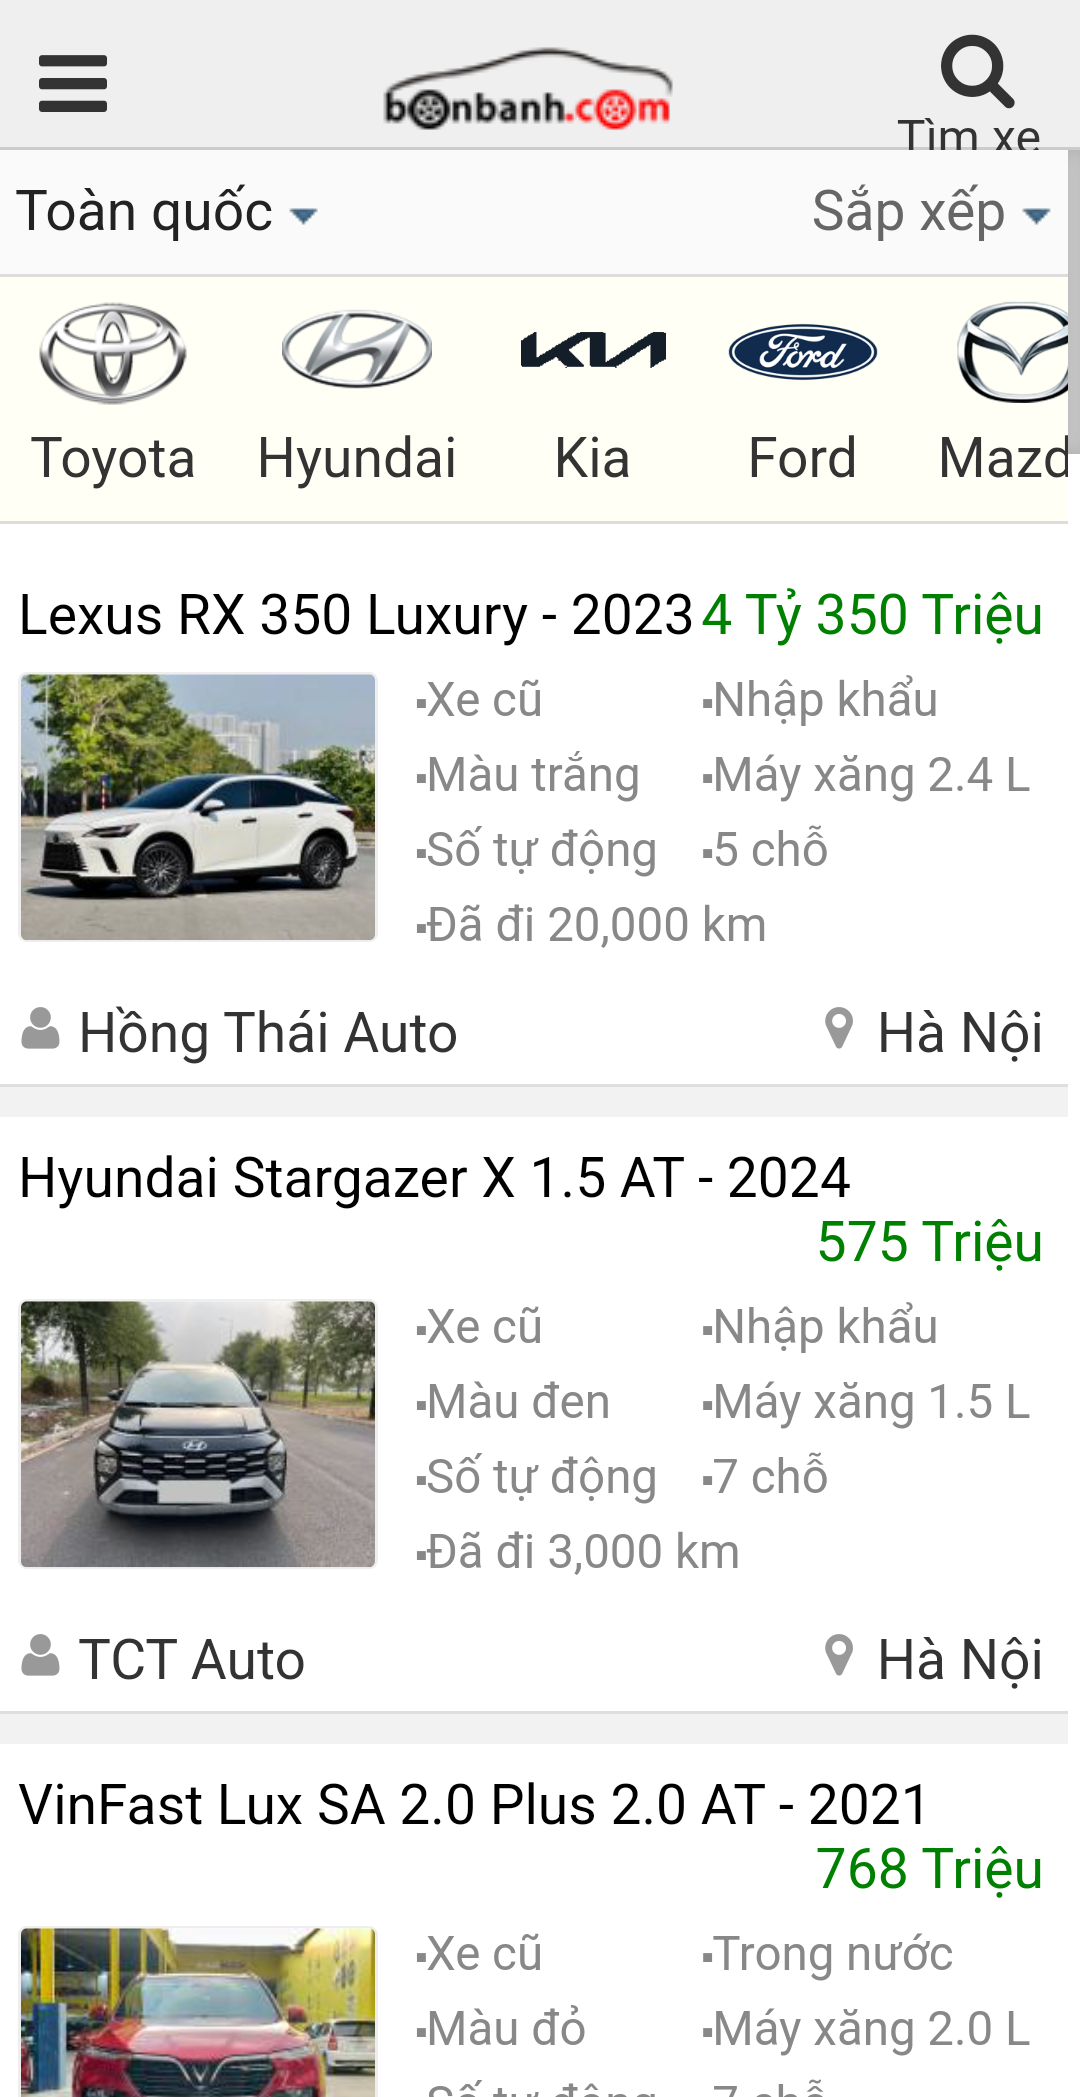 bonbanh.com
Tìm xe
Toàn quốc
Sắp xếp
Toyota
Hyundai
Kia
Ford
Mazd
Lexus RX 350 Luxury - 2023 4 Tỷ 350 Triệu
Xe cũ
Nhập khẩu
Màu trắng
Máy xăng 2.4 L
Số tự động
5 chỗ
Đã đi 20,000 km
Hồng Thái Auto
Hà Nội
Hyundai Stargazer X 1.5 AT - 2024
575 Triệu
Xe cũ
Nhập khẩu
Màu đen
Máy xăng 1.5 L
Số tự động
7 chỗ
Đã đi 3,000 km
TCT Auto
Hà Nội
VinFast Lux SA 2.0 Plus 2.0 AT - 2021
768 Triệu
Xe cũ
Trong nước
Màu đỏ
Máy xăng 2.0 L
Số tự động
7 chỗ